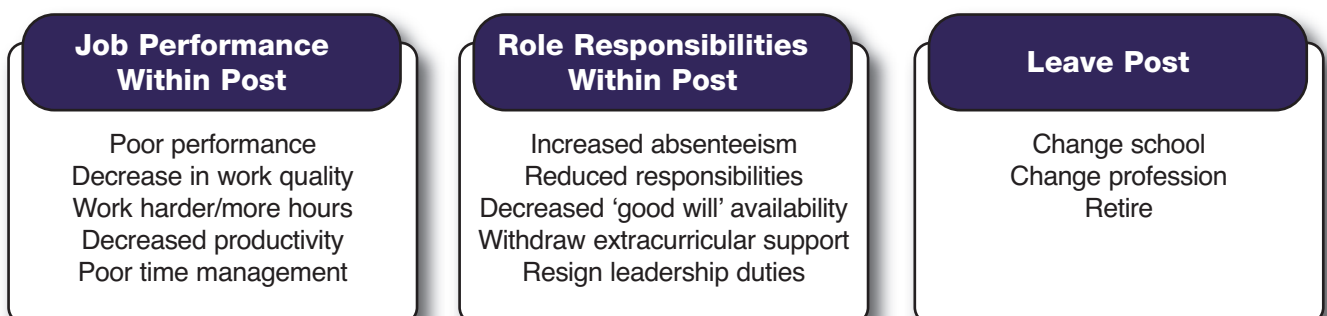 Job Performance
Within Post
Poor performance
Decrease in work quality
Work harder/more hours
Decreased productivity
Poor time management
Role Responsibilities
Within Post
Increased absenteeism
Reduced responsibilities
Decreased ‘good will’ availability
Withdraw extracurricular support
Resign leadership duties
Leave Post
Change school
Change profession
Retire